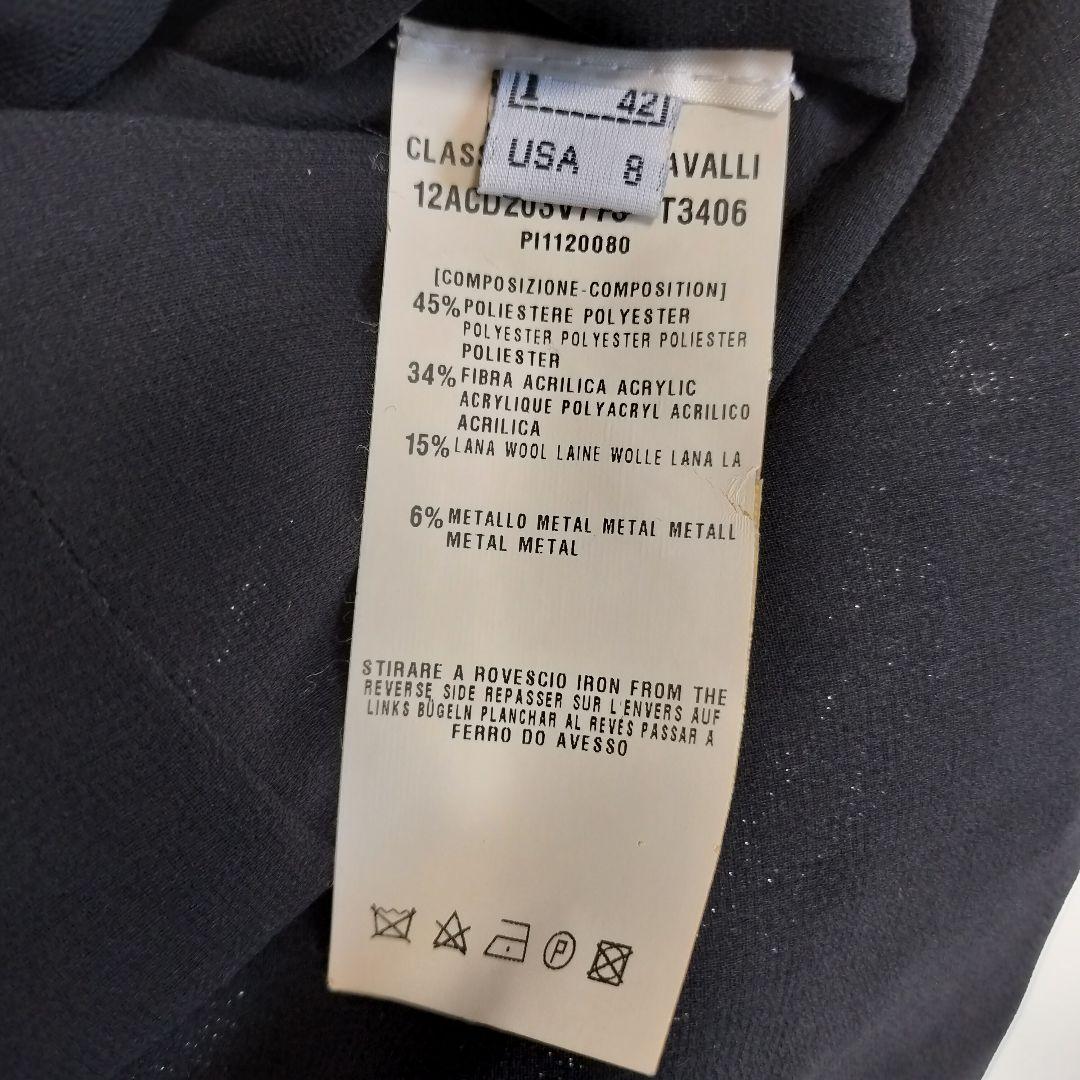 I 42
USA 8
CLAS AVALLI
T3406
PI1120080
[COMPOSIZIONE-COMPOSITION]
45% POLIESTERE POLYESTER
POLYESTER POLYESTER POLIESTER
POLIESTER
34% FIBRA ACRILICA ACRYLIC
ACRYLIQUE POLYACRYL ACRILICO
ACRILICA
15% LANA WOOL LAINE WOLLE LANA LA
6% METALLO METAL METAL METALL
METAL METAL
STIRARE A ROVESCIO IRON FROM THE
REVERSE SIDE REPASSER SUR L'ENVERS AUF
LINKS BÜGELN PLANCHAR AL REVÉS PASSAR A
FERRO DO AVESSO
P